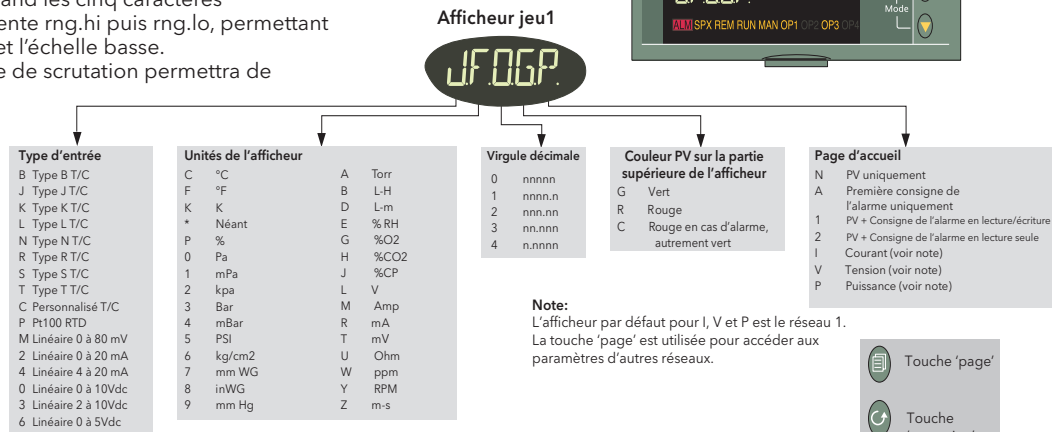 and les cinq caractères
ente rng.hi puis rng.lo, permettant
et l'échelle basse.
e de scrutation permettra de
Afficheur jeu1
J.F.0.G.P.
ALM SPX REM RUN MAN OP1 OP2 OP3 OP4
Mode
Type d'entrée
B Type B T/C
J Type J T/C
K Type K T/C
L Type L T/C
N Type N T/C
R Type R T/C
S Type S T/C
T Type T T/C
C Personnalisé T/C
P Pt100 RTD
M Linéaire 0 à 80 mV
2 Linéaire 0 à 20 mA
4 Linéaire 4 à 20 mA
0 Linéaire 0 à 10Vdc
3 Linéaire 2 à 10Vdc
6 Linéaire 0 à 5Vdc
Unités de l'afficheur
C °C
F °F
K K
* Néant
P %
0 Pa
1 mPa
2 kpa
3 Bar
4 mBar
5 PSI
6 kg/cm2
7 mm WG
8 inWG
9 mm Hg
A Torr
B L-H
D L-m
E % RH
G %O2
H %CO2
J %CP
L V
M Amp
R mA
T mV
U Ohm
W ppm
Y RPM
Z m-s
Virgule décimale
0 nnnnn
1 nnnn.n
2 nnn.nn
3 nn.nnn
4 n.nnnn
Couleur PV sur la partie
supérieure de l'afficheur
G Vert
R Rouge
C Rouge en cas d'alarme,
autrement vert
Page d'accueil
N PV uniquement
A Première consigne de
l'alarme uniquement
1 PV + Consigne de l'alarme en lecture/écriture
2 PV + Consigne de l'alarme en lecture seule
I Courant (voir note)
V Tension (voir note)
P Puissance (voir note)
Note:
L'afficheur par défaut pour I, V et P est le réseau 1.
La touche 'page' est utilisée pour accéder aux
paramètres d'autres réseaux.
Touche 'page'
Touche